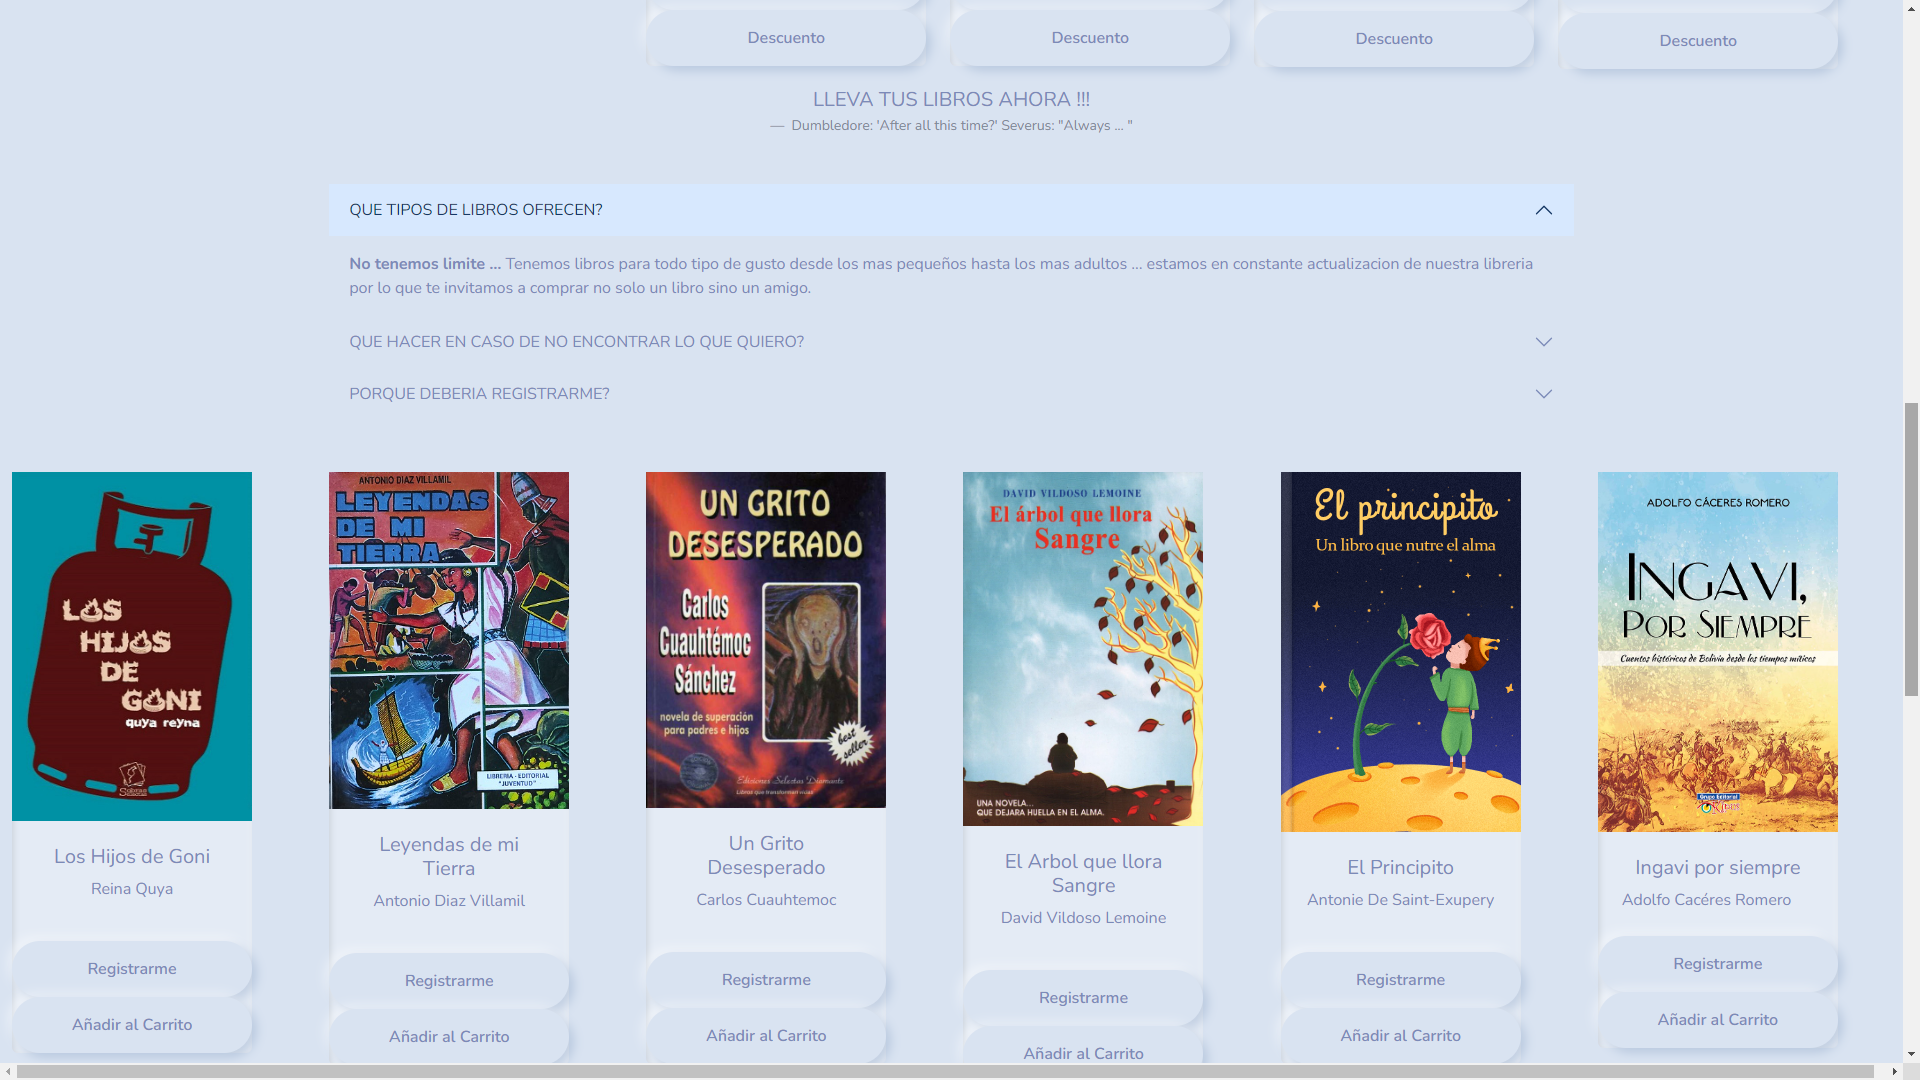 Descuento
Descuento
Descuento
Descuento
LLEVA TUS LIBROS AHORA !!!
— Dumbledore: 'After all this time?' Severus: "Always ... "
QUE TIPOS DE LIBROS OFRECEN?
No tenemos limite ... Tenemos libros para todo tipo de gusto desde los mas pequeños hasta los mas adultos ... estamos en constante actualizacion de nuestra libreria
por lo que te invitamos a comprar no solo un libro sino un amigo.
QUE HACER EN CASO DE NO ENCONTRAR LO QUE QUIERO?
PORQUE DEBERIA REGISTRARME?
LOS
HIJOS
DE
GONI
quya reyna
Sobras
Los Hijos de Goni
Reina Quya
Registrarme
Añadir al Carrito
ANTONIO DIAZ VILLAMIL
LEYENDAS
DE MI
TIERRA
LIBRERIA - EDITORIAL
"JUVENTUD"
Leyendas de mi
Tierra
Antonio Diaz Villamil
Registrarme
Añadir al Carrito
UN GRITO
DESESPERADO
Carlos
Cuauhtémoc
Sánchez
novela de superación
para padres e hijos
best
seller
Ediciones Selectas Diamante
Libros que transforman vidas
Un Grito
Desesperado
Carlos Cuauhtemoc
Registrarme
Añadir al Carrito
DAVID VILDOSO LEMOINE
El árbol que llora
Sangre
UNA NOVELA...
QUE DEJARA HUELLA EN EL ALMA.
El Arbol que llora
Sangre
David Vildoso Lemoine
Registrarme
Añadir al Carrito
El principito
Un libro que nutre el alma
El Principito
Antonie De Saint-Exupery
Registrarme
Añadir al Carrito
ADOLFO CÁCERES ROMERO
INGAVI,
POR SIEMPRE
Cuentos históricos de Bolivia desde los tiempos míticos
Grupo Editorial
Ingavi por siempre
Adolfo Cacéres Romero
Registrarme
Añadir al Carrito